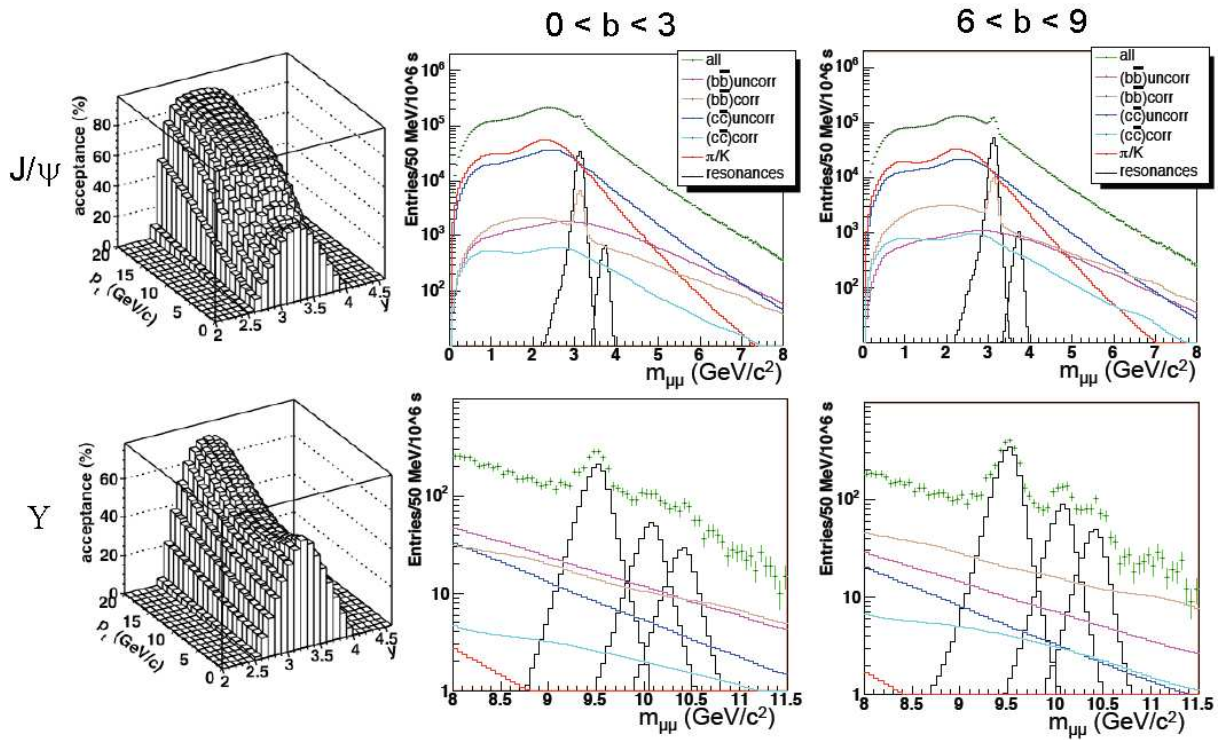 0 < b < 3
6 < b < 9
J/ψ
acceptance (%)
80
60
40
20
0
20
15
10
5
0
p_t (GeV/c)
2
2.5
3
3.5
4
4.5
y
Entries/50 MeV/10^6 s
10^6
10^5
10^4
10^3
10^2
all
(bb̅)uncorr
(bb̅)corr
(cc̅)uncorr
(cc̅)corr
π/K
resonances
0 1 2 3 4 5 6 7 8
m_μμ (GeV/c²)
Entries/50 MeV/10^6 s
10^6
10^5
10^4
10^3
10^2
all
(bb̅)uncorr
(bb̅)corr
(cc̅)uncorr
(cc̅)corr
π/K
resonances
0 1 2 3 4 5 6 7 8
m_μμ (GeV/c²)
Υ
acceptance (%)
60
40
20
0
20
15
10
5
0
p_t (GeV/c)
2
2.5
3
3.5
4
4.5
y
Entries/50 MeV/10^6 s
10^2
10
1
8 8.5 9 9.5 10 10.5 11 11.5
m_μμ (GeV/c²)
Entries/50 MeV/10^6 s
10^2
10
1
8 8.5 9 9.5 10 10.5 11 11.5
m_μμ (GeV/c²)